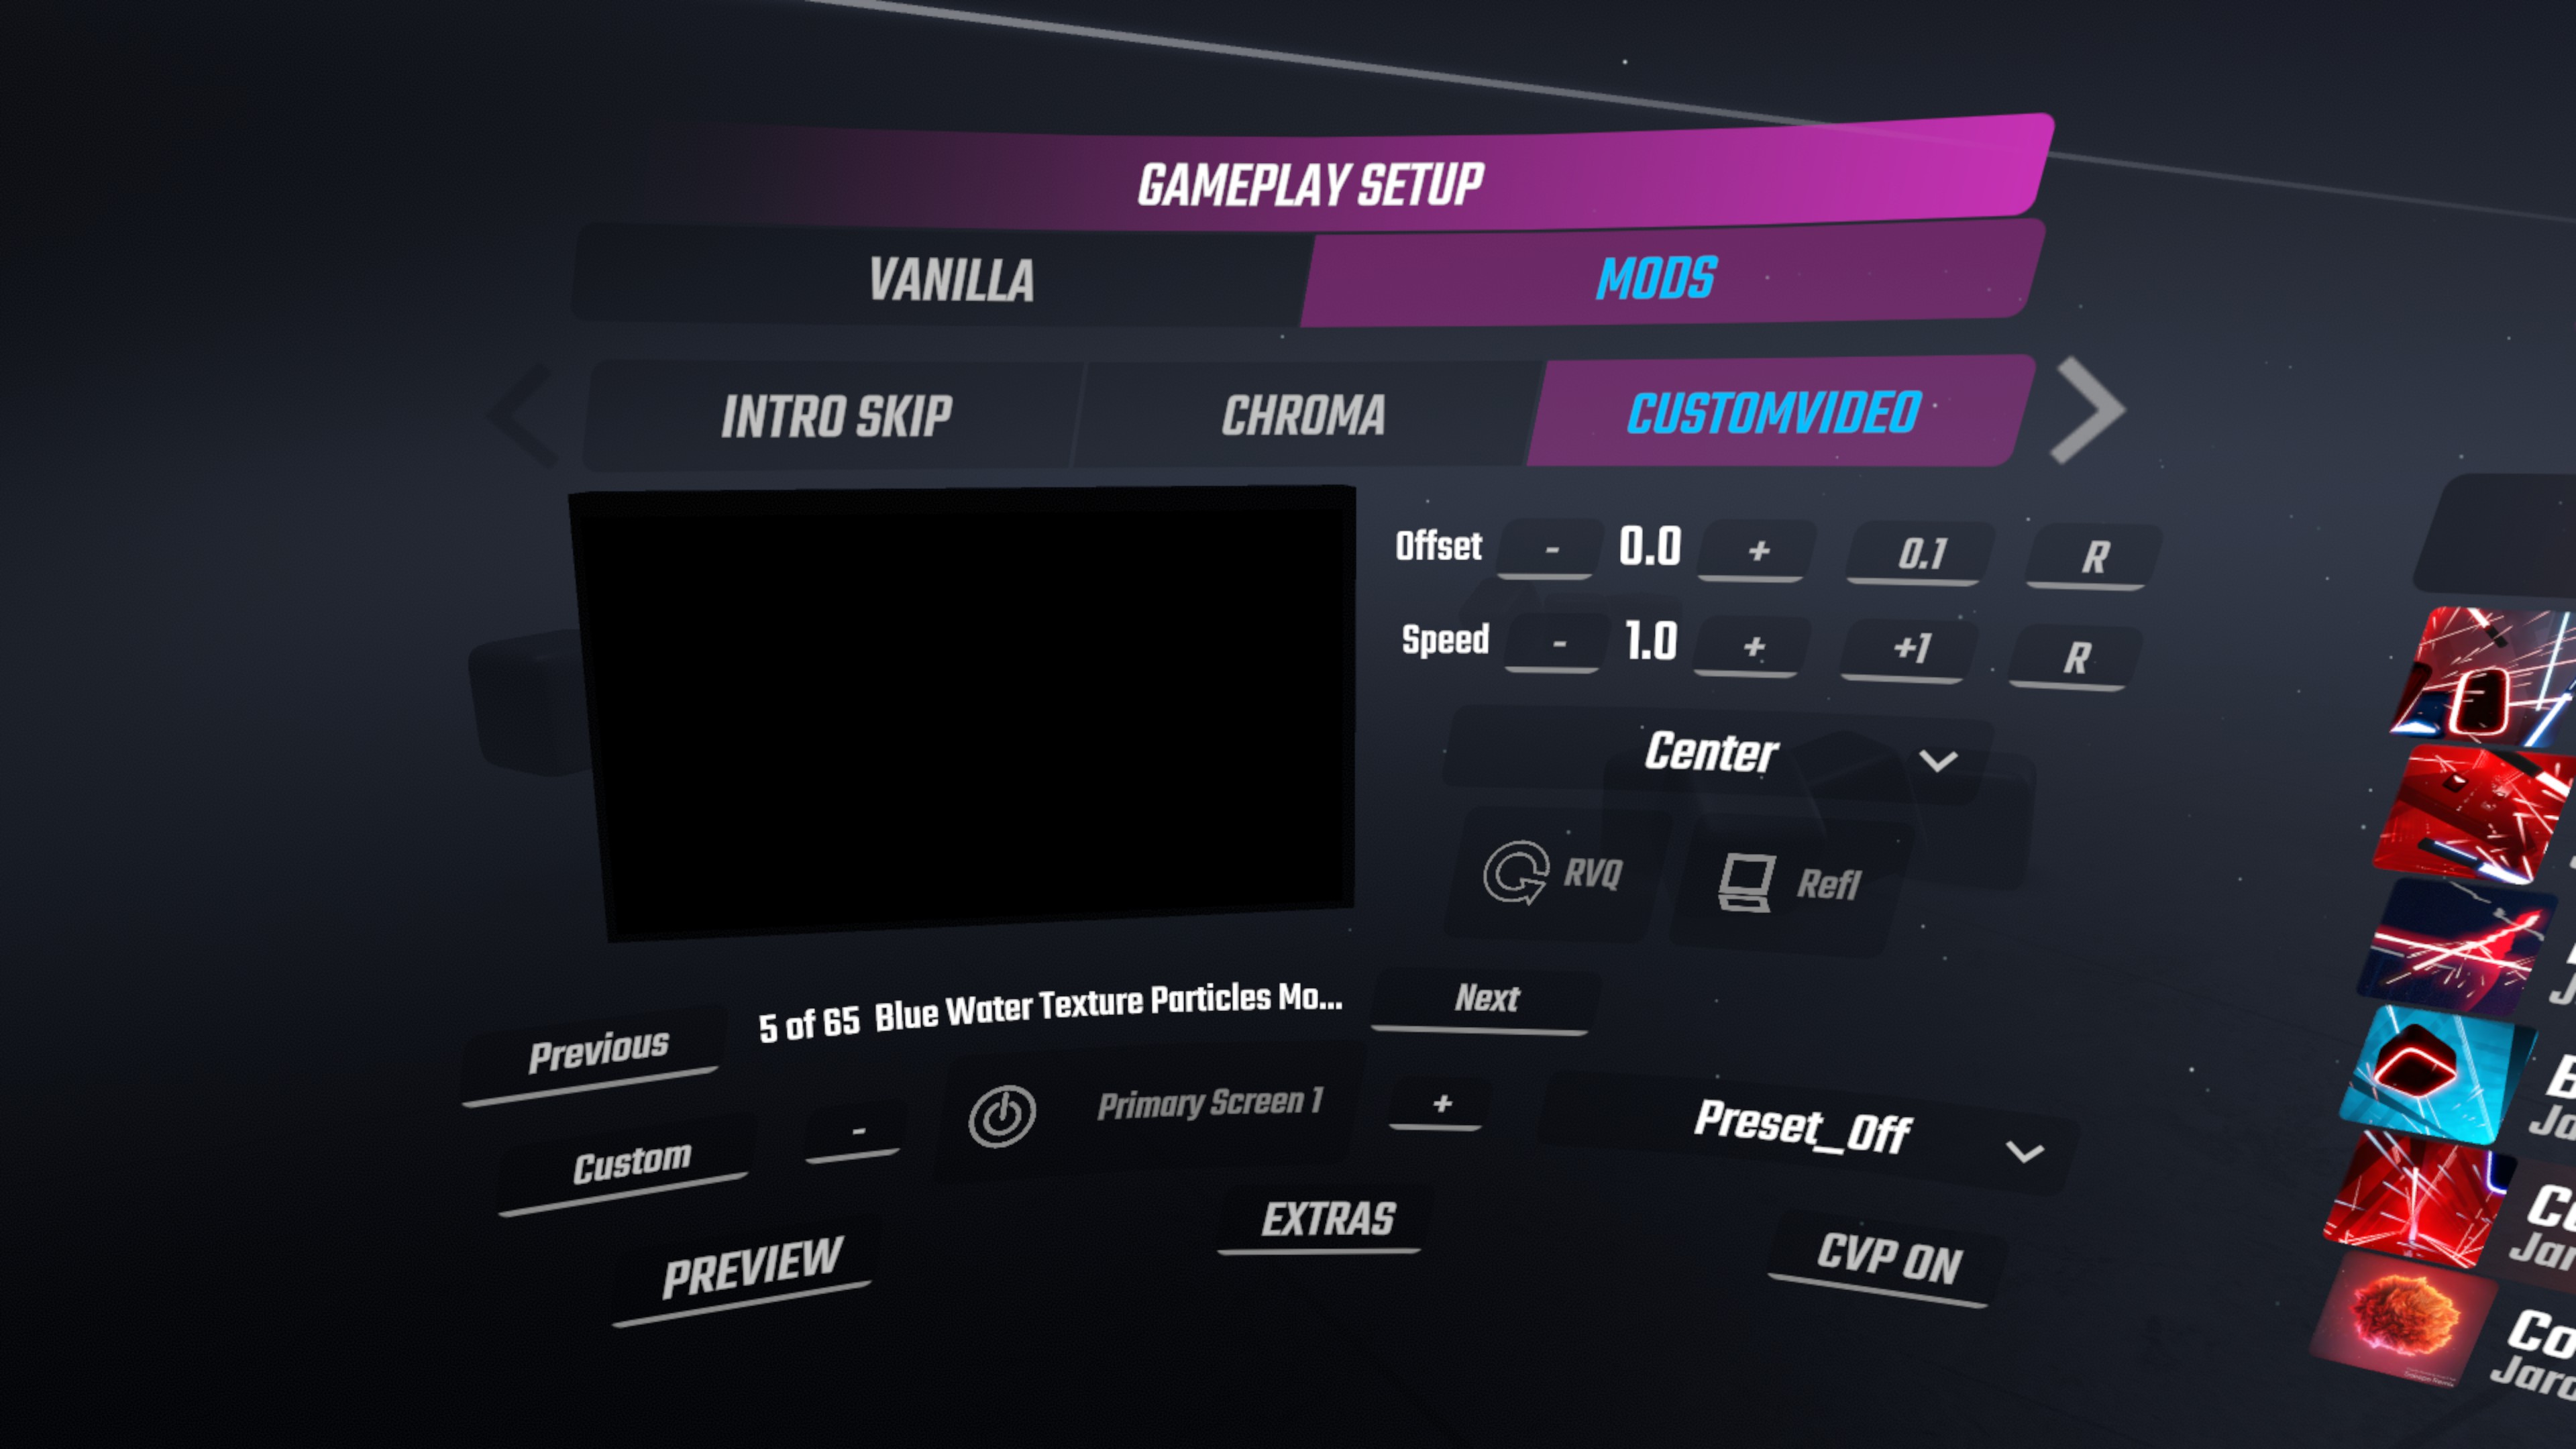 GAMEPLAY SETUP
VANILLA
MODS
INTRO SKIP
CHROMA
CUSTOMVIDEO
Offset - 0.0 + 0.1 R
Speed - 1.0 + +1 R
Center
RVQ
Refl
Previous
5 of 65 Blue Water Texture Particles Mo...
Next
Custom
-
Primary Screen 1
+
Preset_Off
PREVIEW
EXTRAS
CVP ON